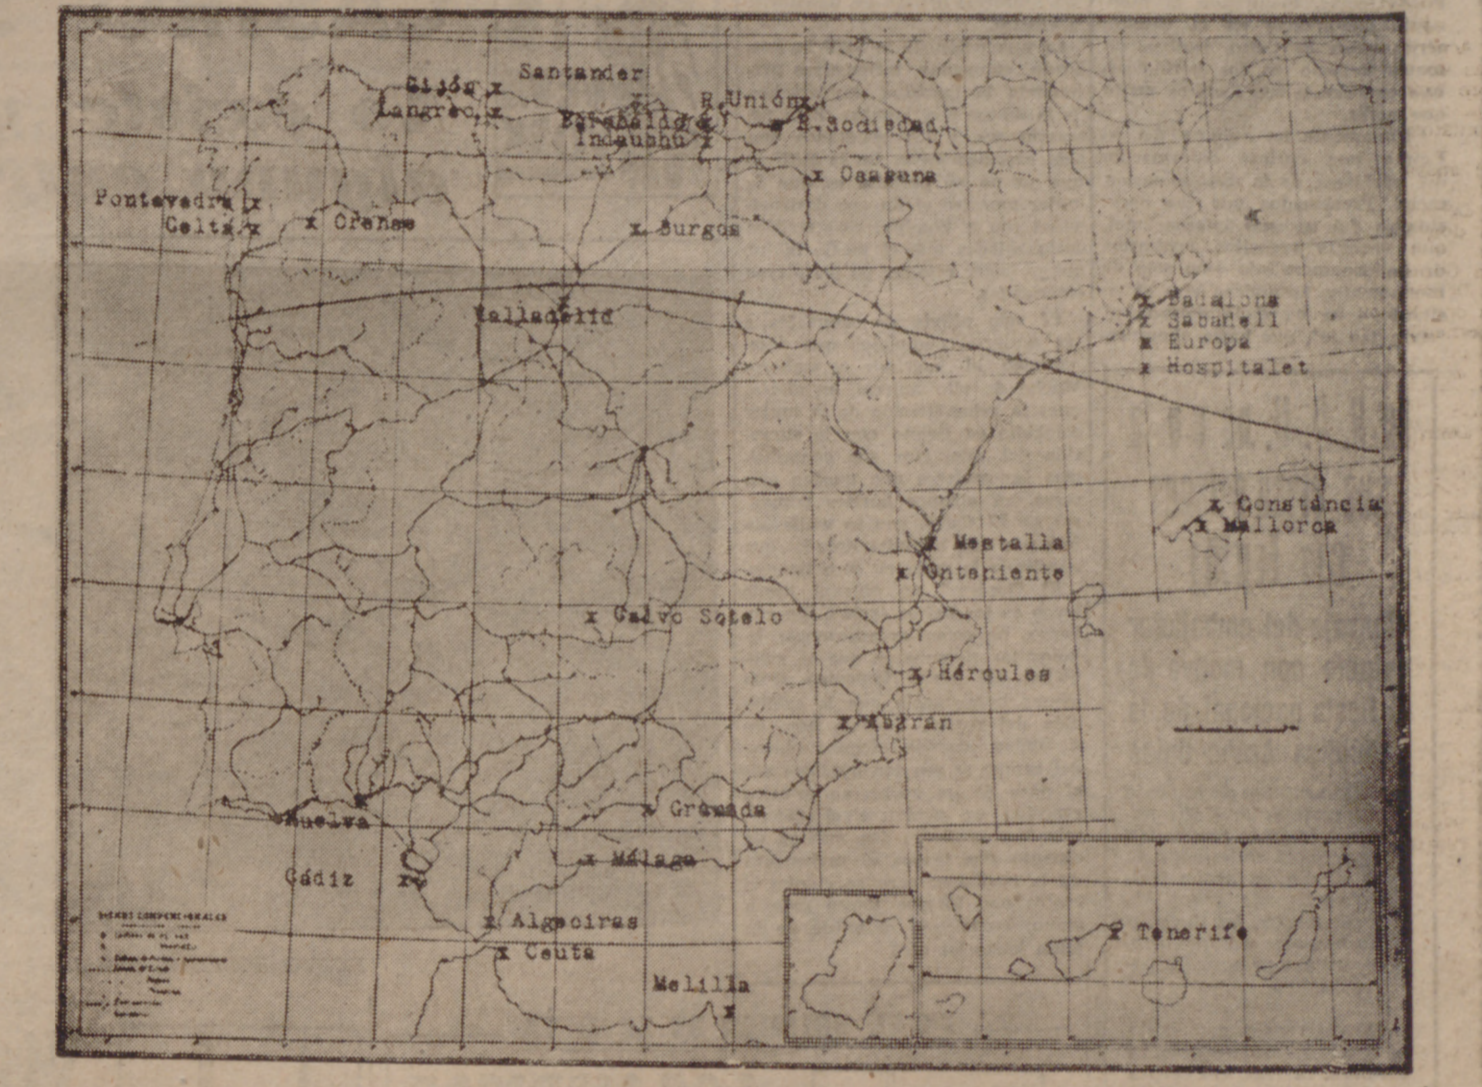 Santander
Gijón
Langreo
R.Unión
R.Sociedad
Baracaldo
Indauchu
Osasuna
Pontevedra
Celta
Orense
Burgos
Valladolid
Badalona
Sabadell
Europa
Hospitalet
Constancia
Mallorca
Mestalla
Onteniente
Calvo Sotelo
Hércules
Abarán
Granada
Huelva
Málaga
Cádiz
Algeciras
Ceuta
Melilla
Tenerife